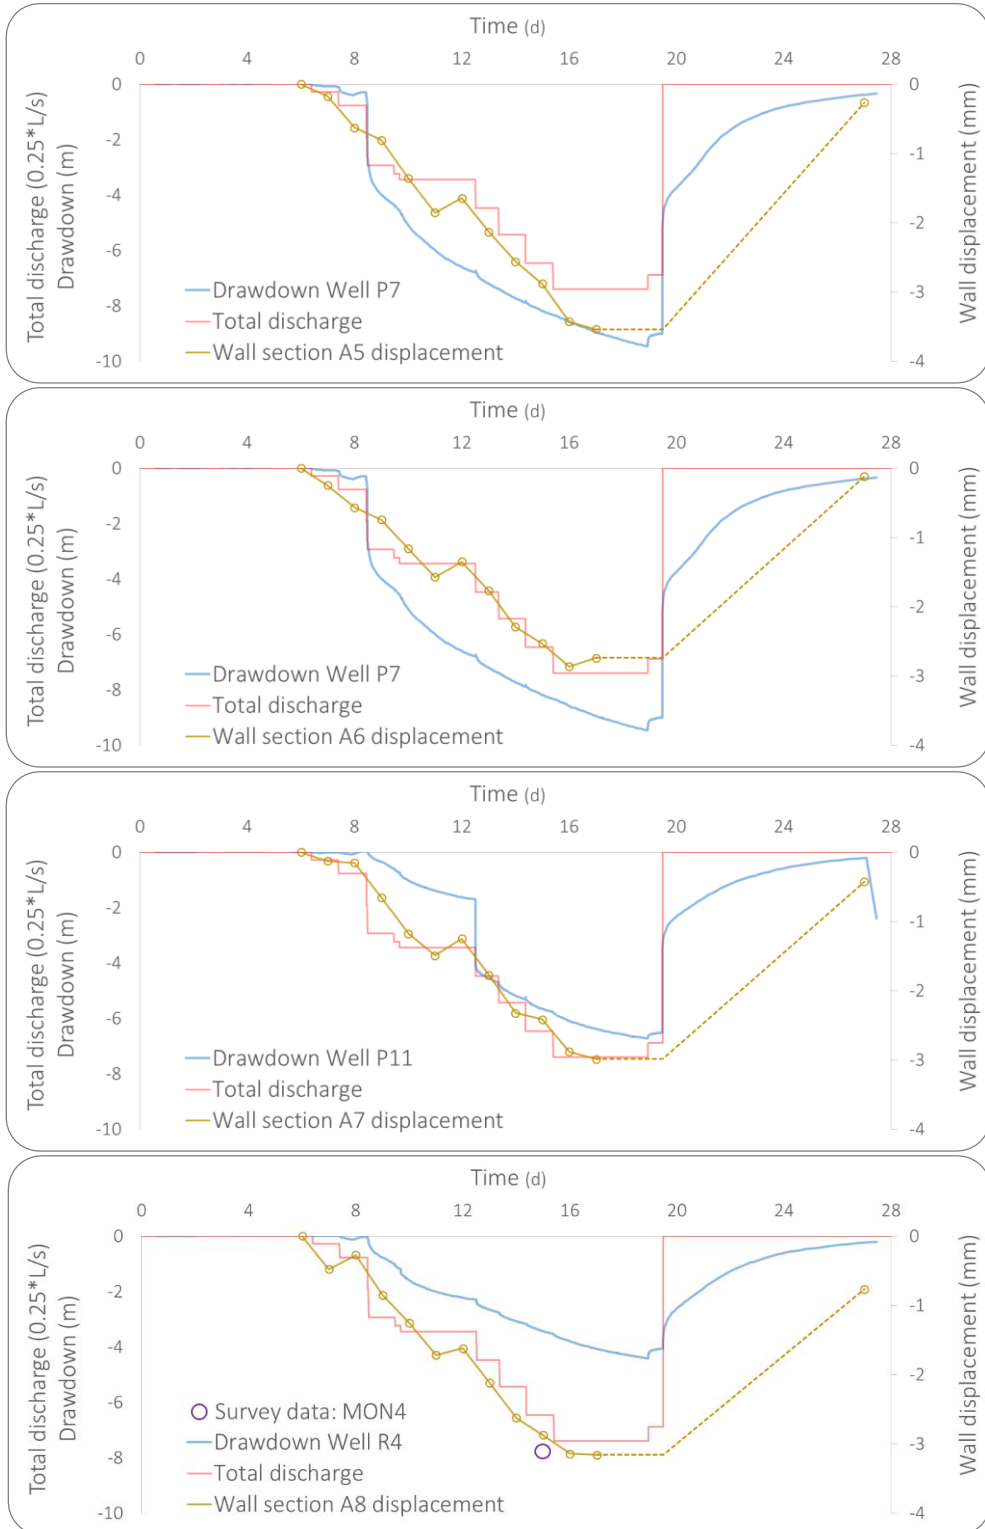 Time (d)
0 4 8 12 16 20 24 28
0 0
-2 -1
-4 -2
-6 -3
-8 -4
-10
Total discharge (0.25*L/s)
Drawdown (m)
Wall displacement (mm)
Drawdown Well P7
Total discharge
Wall section A5 displacement
Time (d)
0 4 8 12 16 20 24 28
0 0
-2 -1
-4 -2
-6 -3
-8 -4
-10
Total discharge (0.25*L/s)
Drawdown (m)
Wall displacement (mm)
Drawdown Well P7
Total discharge
Wall section A6 displacement
Time (d)
0 4 8 12 16 20 24 28
0 0
-2 -1
-4 -2
-6 -3
-8 -4
-10
Total discharge (0.25*L/s)
Drawdown (m)
Wall displacement (mm)
Drawdown Well P11
Total discharge
Wall section A7 displacement
Time (d)
0 4 8 12 16 20 24 28
0 0
-2 -1
-4 -2
-6 -3
-8 -4
-10
Total discharge (0.25*L/s)
Drawdown (m)
Wall displacement (mm)
Survey data: MON4
Drawdown Well R4
Total discharge
Wall section A8 displacement